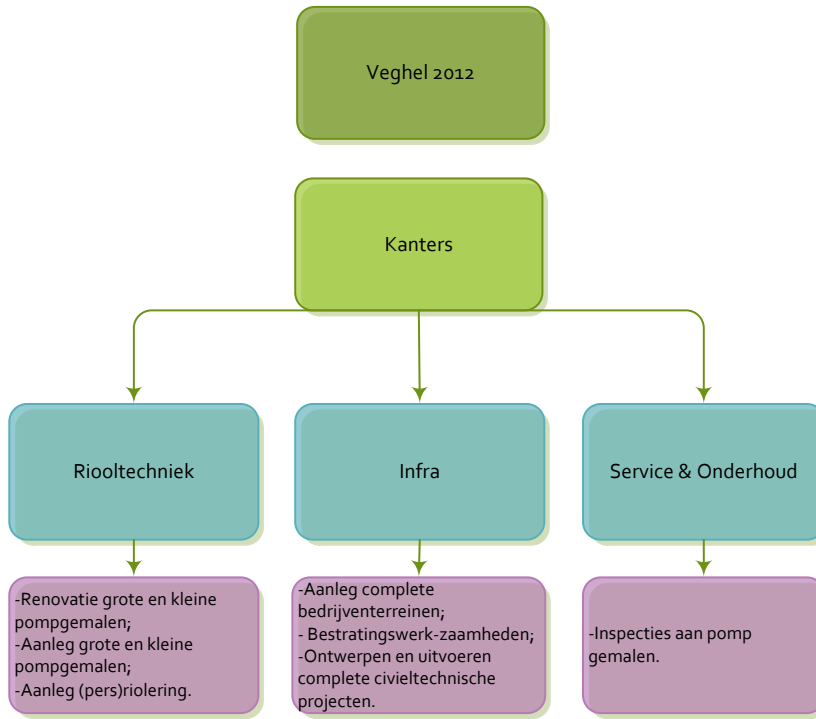 Veghel 2012
Kanters
Riooltechniek
Infra
Service & Onderhoud
-Renovatie grote en kleine
pompgemalen;
-Aanleg grote en kleine
pompgemalen;
-Aanleg (pers)riolering.
-Aanleg complete
bedrijventerreinen;
- Bestratingswerk-zaamheden;
-Ontwerpen en uitvoeren
complete civieltechnische
projecten.
-Inspecties aan pomp
gemalen.